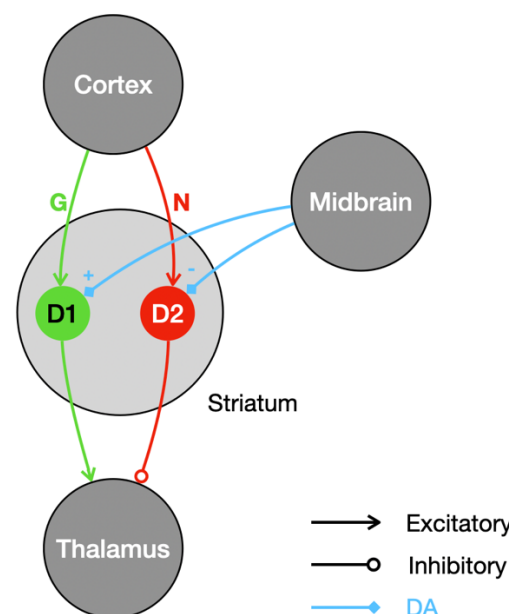 Cortex
Midbrain
G
N
+
-
D1
D2
Striatum
Thalamus
Excitatory
Inhibitory
DA